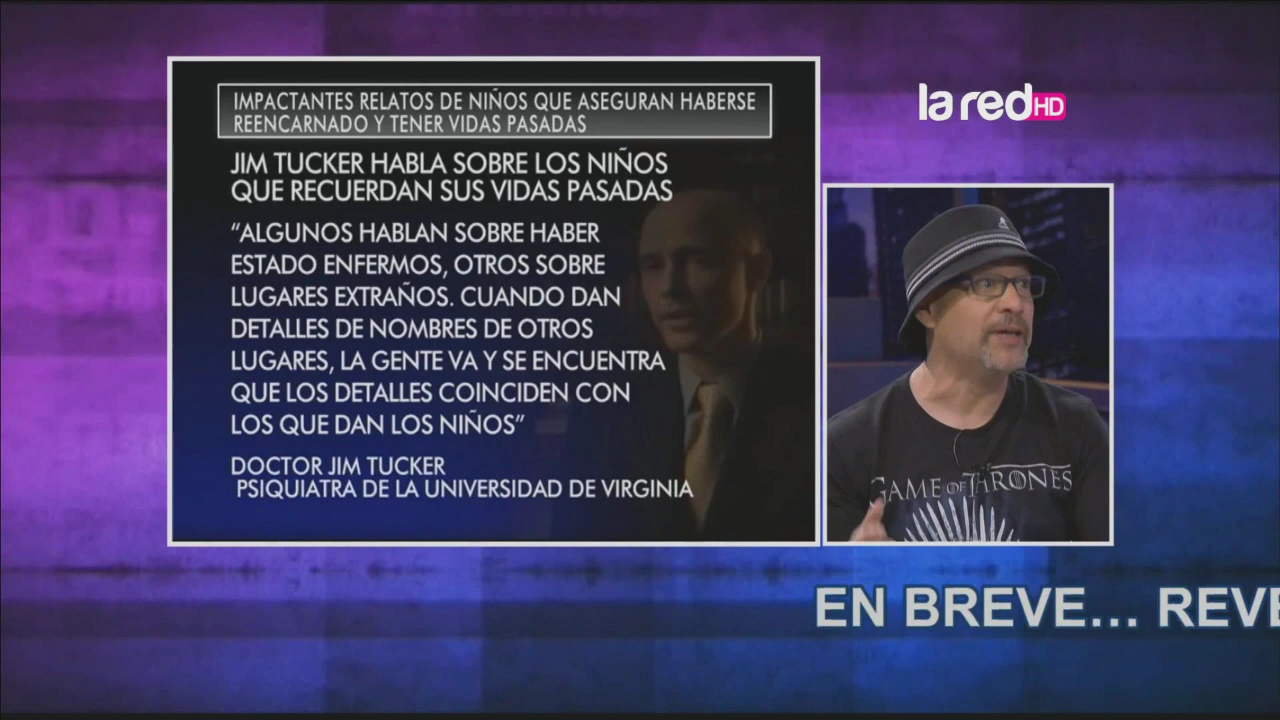 IMPACTANTES RELATOS DE NIÑOS QUE ASEGURAN HABERSE
REENCARNADO Y TENER VIDAS PASADAS
JIM TUCKER HABLA SOBRE LOS NIÑOS
QUE RECUERDAN SUS VIDAS PASADAS
“ALGUNOS HABLAN SOBRE HABER
ESTADO ENFERMOS, OTROS SOBRE
LUGARES EXTRAÑOS. CUANDO DAN
DETALLES DE NOMBRES DE OTROS
LUGARES, LA GENTE VA Y SE ENCUENTRA
QUE LOS DETALLES COINCIDEN CON
LOS QUE DAN LOS NIÑOS”
DOCTOR JIM TUCKER
PSIQUIATRA DE LA UNIVERSIDAD DE VIRGINIA
la red HD
GAME OF THRONES
EN BREVE... REVE